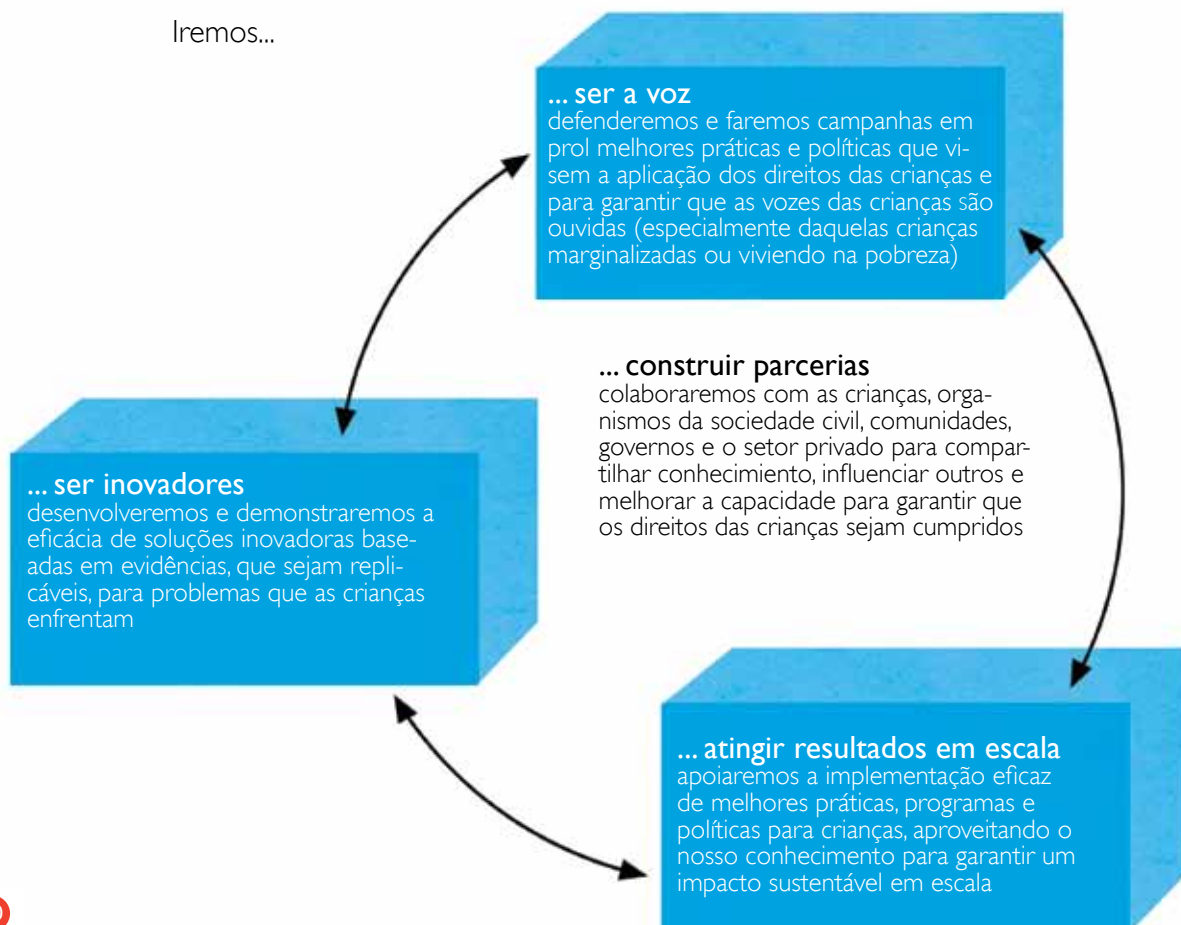 Iremos...
... ser a voz
defenderemos e faremos campanhas em
prol melhores práticas e políticas que vi-
sem a aplicação dos direitos das crianças e
para garantir que as vozes das crianças são
ouvidas (especialmente daquelas crianças
marginalizadas ou viviendo na pobreza)
... construir parcerias
colaboraremos com as crianças, orga-
nismos da sociedade civil, comunidades,
governos e o setor privado para compar-
tilhar conhecimiento, influenciar outros e
melhorar a capacidade para garantir que
os direitos das crianças sejam cumpridos
... ser inovadores
desenvolveremos e demonstraremos a
eficácia de soluções inovadoras base-
adas em evidências, que sejam repli-
cáveis, para problemas que as crianças
enfrentam
... atingir resultados em escala
apoiaremos a implementação eficaz
de melhores práticas, programas e
políticas para crianças, aproveitando o
nosso conhecimento para garantir um
impacto sustentável em escala